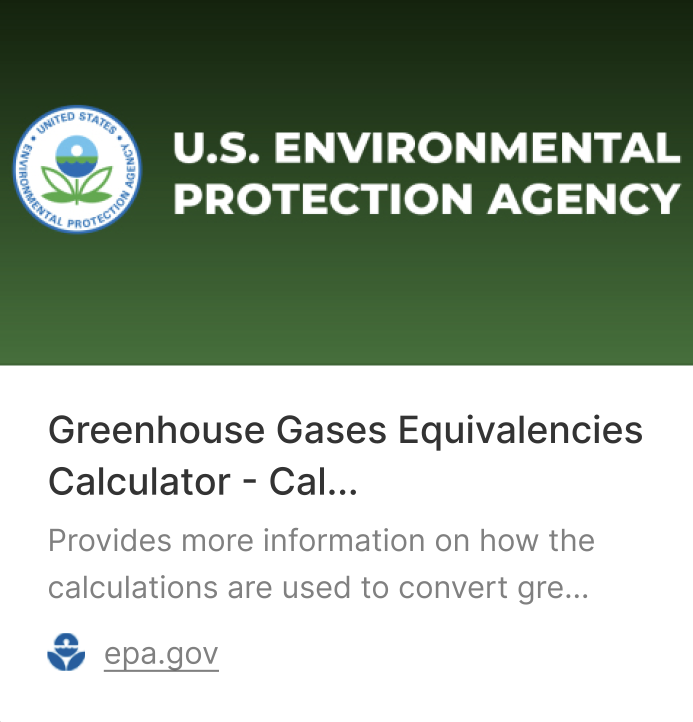 UNITED STATES
ENVIRONMENTAL PROTECTION AGENCY
U.S. ENVIRONMENTAL
PROTECTION AGENCY
Greenhouse Gases Equivalencies
Calculator - Cal...
Provides more information on how the
calculations are used to convert gre...
epa.gov